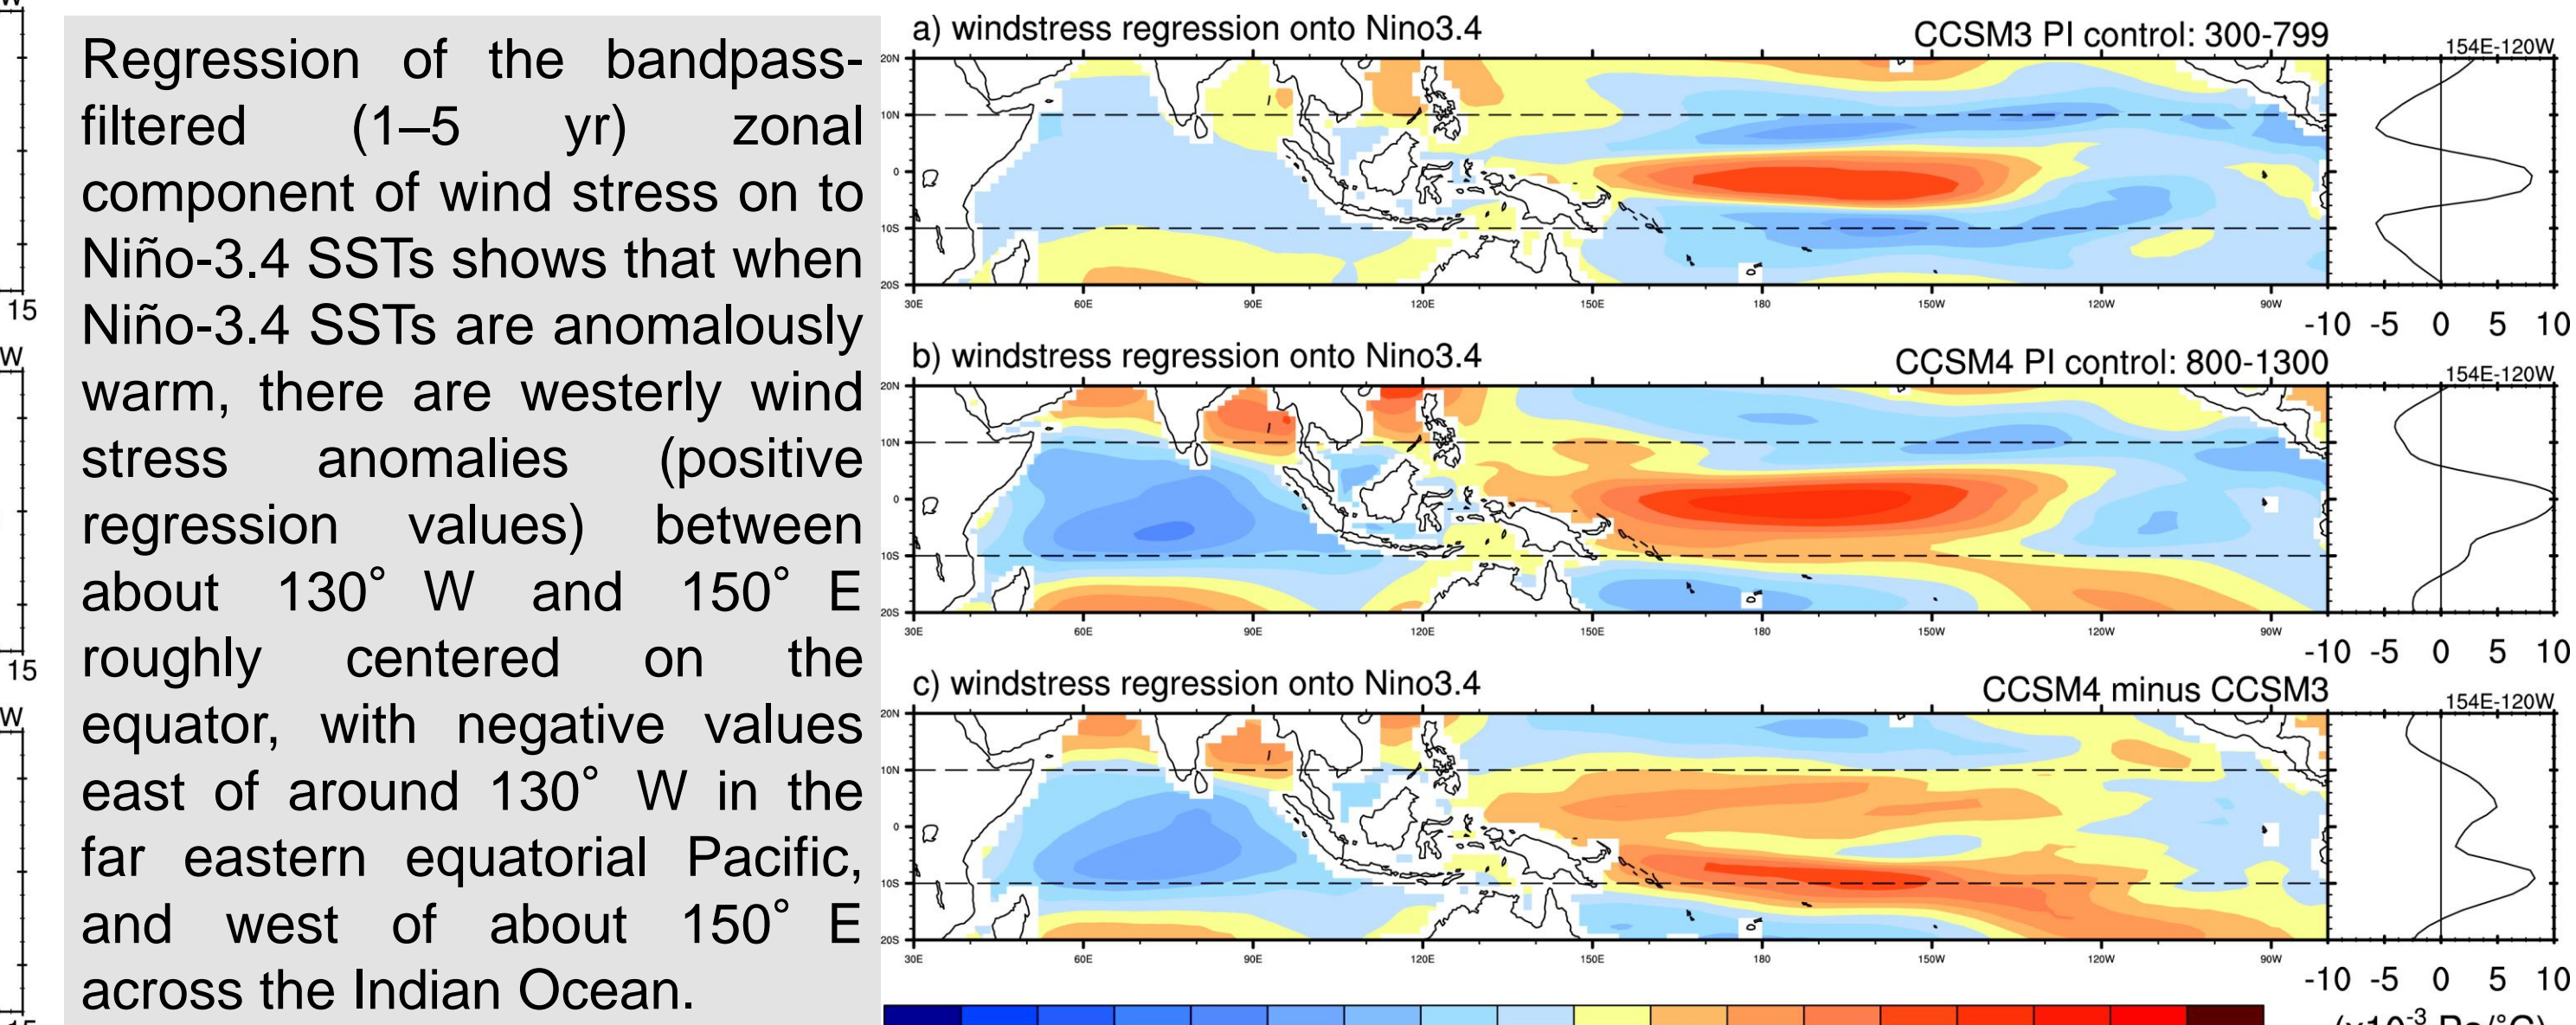 W
15
W
15
W
15
Regression of the bandpass-
filtered (1–5 yr) zonal
component of wind stress on to
Niño-3.4 SSTs shows that when
Niño-3.4 SSTs are anomalously
warm, there are westerly wind
stress anomalies (positive
regression values) between
about 130° W and 150° E
roughly centered on the
equator, with negative values
east of around 130° W in the
far eastern equatorial Pacific,
and west of about 150° E
across the Indian Ocean.
a) windstress regression onto Nino3.4 CCSM3 PI control: 300-799
154E-120W
20N
10N
0
10S
20S
30E 60E 90E 120E 150E 180 150W 120W 90W
-10 -5 0 5 10
b) windstress regression onto Nino3.4 CCSM4 PI control: 800-1300
154E-120W
20N
10N
0
10S
20S
30E 60E 90E 120E 150E 180 150W 120W 90W
-10 -5 0 5 10
c) windstress regression onto Nino3.4 CCSM4 minus CCSM3
154E-120W
20N
10N
0
10S
20S
30E 60E 90E 120E 150E 180 150W 120W 90W
-10 -5 0 5 10
(x10⁻³ Pa/°C)